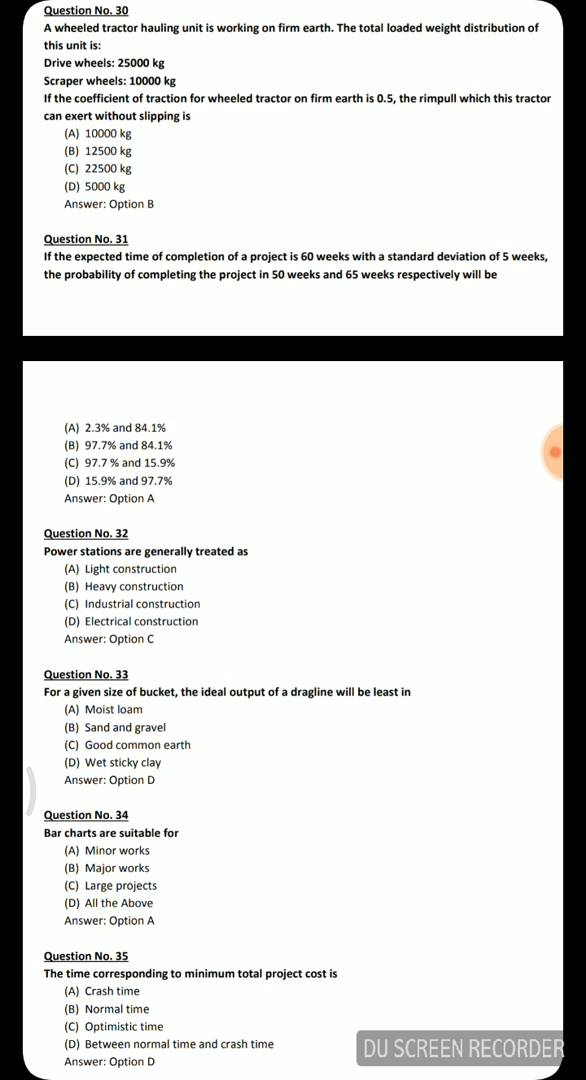 Question No. 30
A wheeled tractor hauling unit is working on firm earth. The total loaded weight distribution of
this unit is:
Drive wheels: 25000 kg
Scraper wheels: 10000 kg
If the coefficient of traction for wheeled tractor on firm earth is 0.5, the rimpull which this tractor
can exert without slipping is
(A) 10000 kg
(B) 12500 kg
(C) 22500 kg
(D) 5000 kg
Answer: Option B
Question No. 31
If the expected time of completion of a project is 60 weeks with a standard deviation of 5 weeks,
the probability of completing the project in 50 weeks and 65 weeks respectively will be
(A) 2.3% and 84.1%
(B) 97.7% and 84.1%
(C) 97.7 % and 15.9%
(D) 15.9% and 97.7%
Answer: Option A
Question No. 32
Power stations are generally treated as
(A) Light construction
(B) Heavy construction
(C) Industrial construction
(D) Electrical construction
Answer: Option C
Question No. 33
For a given size of bucket, the ideal output of a dragline will be least in
(A) Moist loam
(B) Sand and gravel
(C) Good common earth
(D) Wet sticky clay
Answer: Option D
Question No. 34
Bar charts are suitable for
(A) Minor works
(B) Major works
(C) Large projects
(D) All the Above
Answer: Option A
Question No. 35
The time corresponding to minimum total project cost is
(A) Crash time
(B) Normal time
(C) Optimistic time
(D) Between normal time and crash time
Answer: Option D
DU SCREEN RECORDER